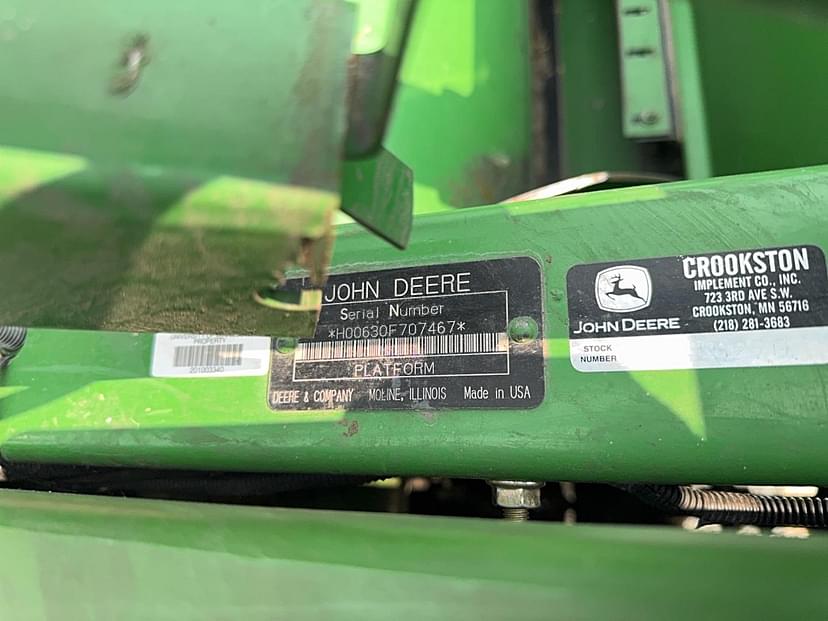 JOHN DEERE
Serial Number
*H00630F707467*
PLATFORM
DEERE & COMPANY MOLINE, ILLINOIS Made in USA
PROPERTY
201003340
JOHN DEERE
CROOKSTON
IMPLEMENT CO., INC.
723 3RD AVE S.W.
CROOKSTON, MN 56716
(218) 281-3683
STOCK
NUMBER